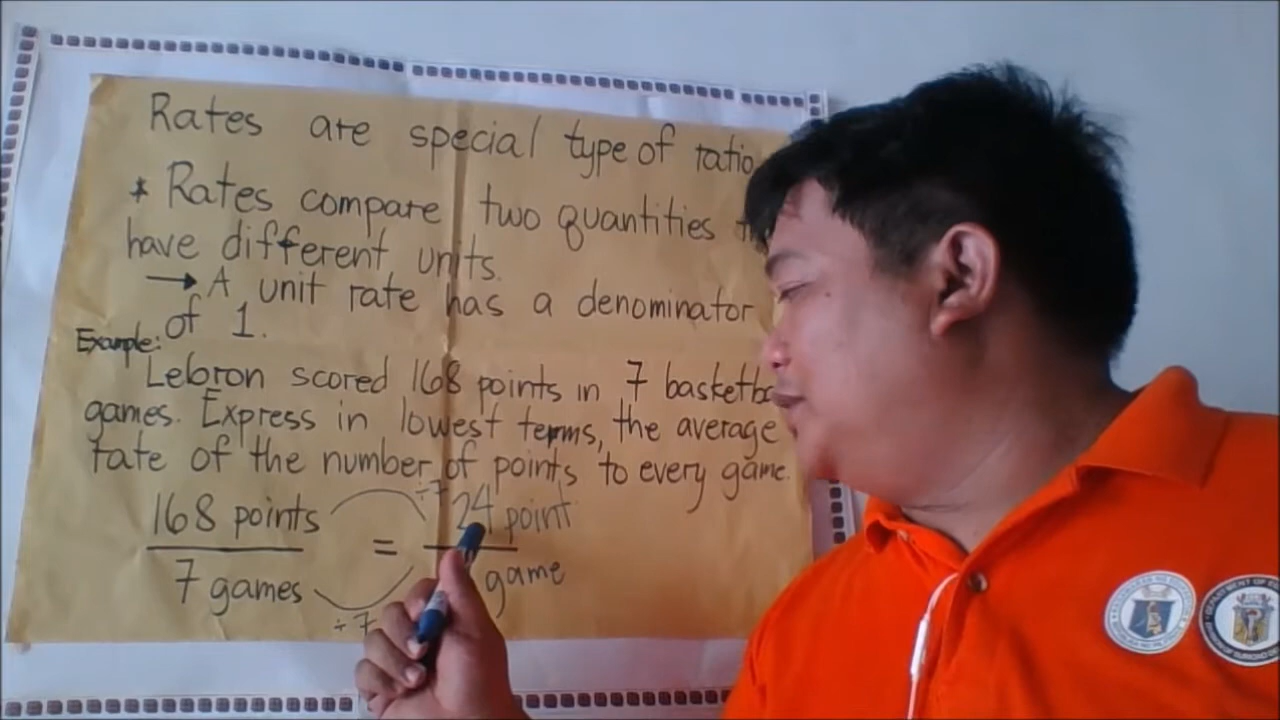 Rates are special type of ratio
* Rates compare two quantities
have different units.
→ A unit rate has a denominator
of 1.
Example:
Lebron scored 168 points in 7
games. Express in lowest terms, the average
rate of the number of points to every game.
÷7
168 points = 24 point
7 games game
÷7